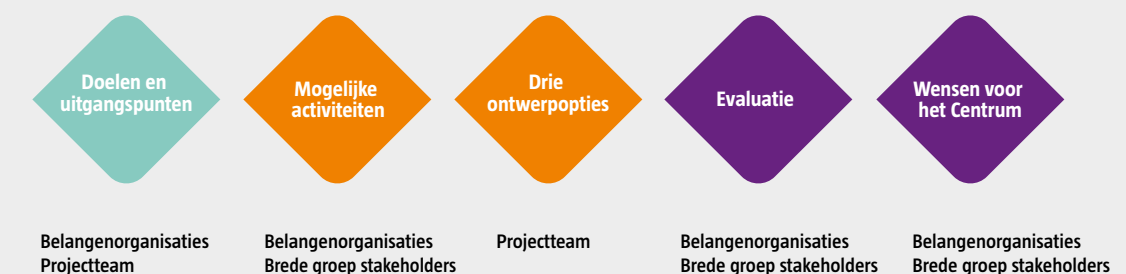 Doelen en
uitgangspunten
Mogelijke
activiteiten
Drie
ontwerpopties
Evaluatie
Wensen voor
het Centrum
Belangenorganisaties
Projectteam
Belangenorganisaties
Brede groep stakeholders
Projectteam
Belangenorganisaties
Brede groep stakeholders
Belangenorganisaties
Brede groep stakeholders